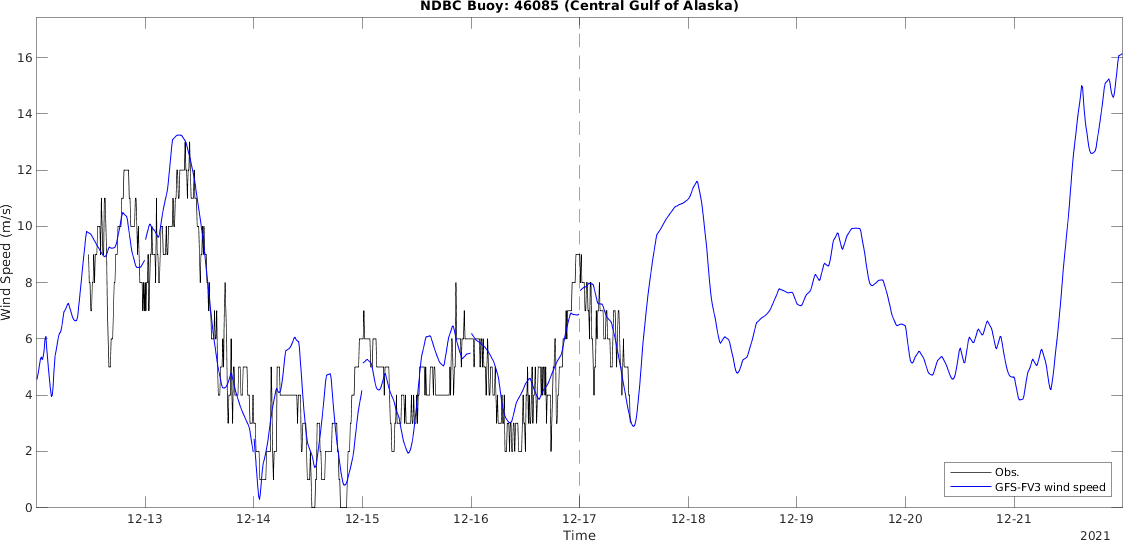 NDBC Buoy: 46085 (Central Gulf of Alaska)
Wind Speed (m/s)
16
14
12
10
8
6
4
2
0
12-13 12-14 12-15 12-16 12-17 12-18 12-19 12-20 12-21
Time
2021
Obs.
GFS-FV3 wind speed